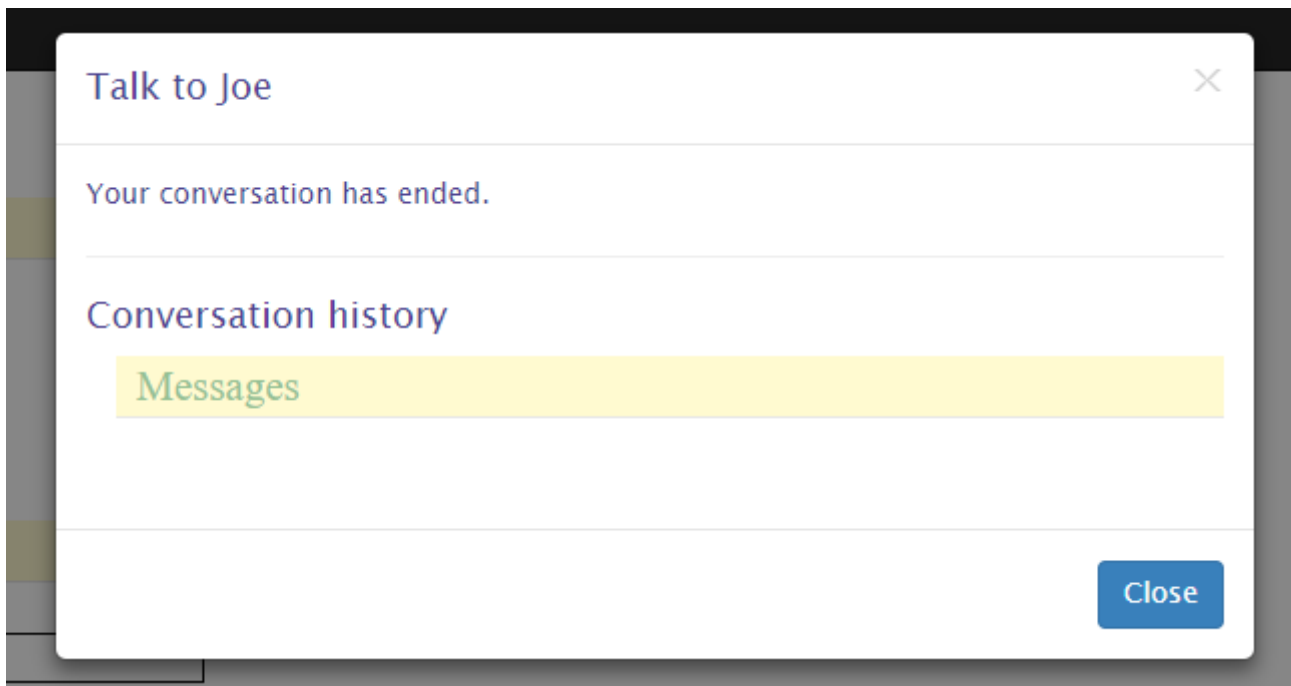 Talk to Joe
Your conversation has ended.
Conversation history
Messages
Close